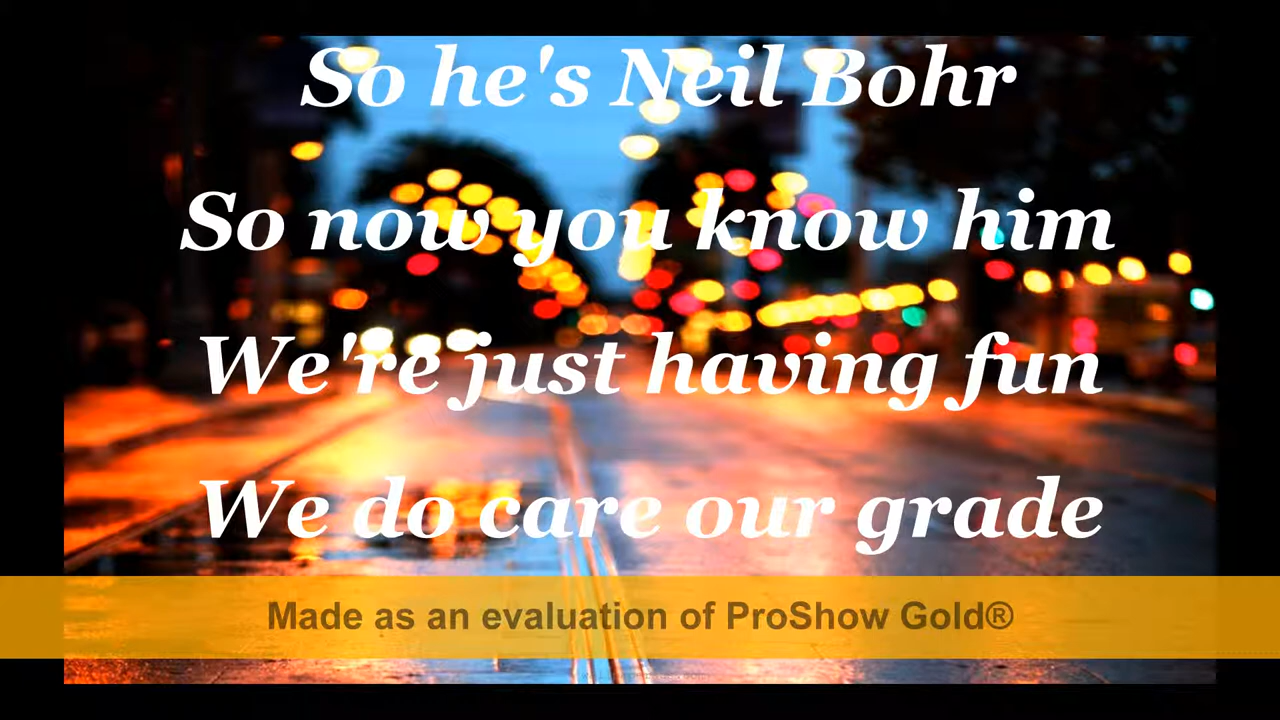 So he's Neil Bohr
So now you know him
We're just having fun
We do care our grade
Made as an evaluation of ProShow Gold®